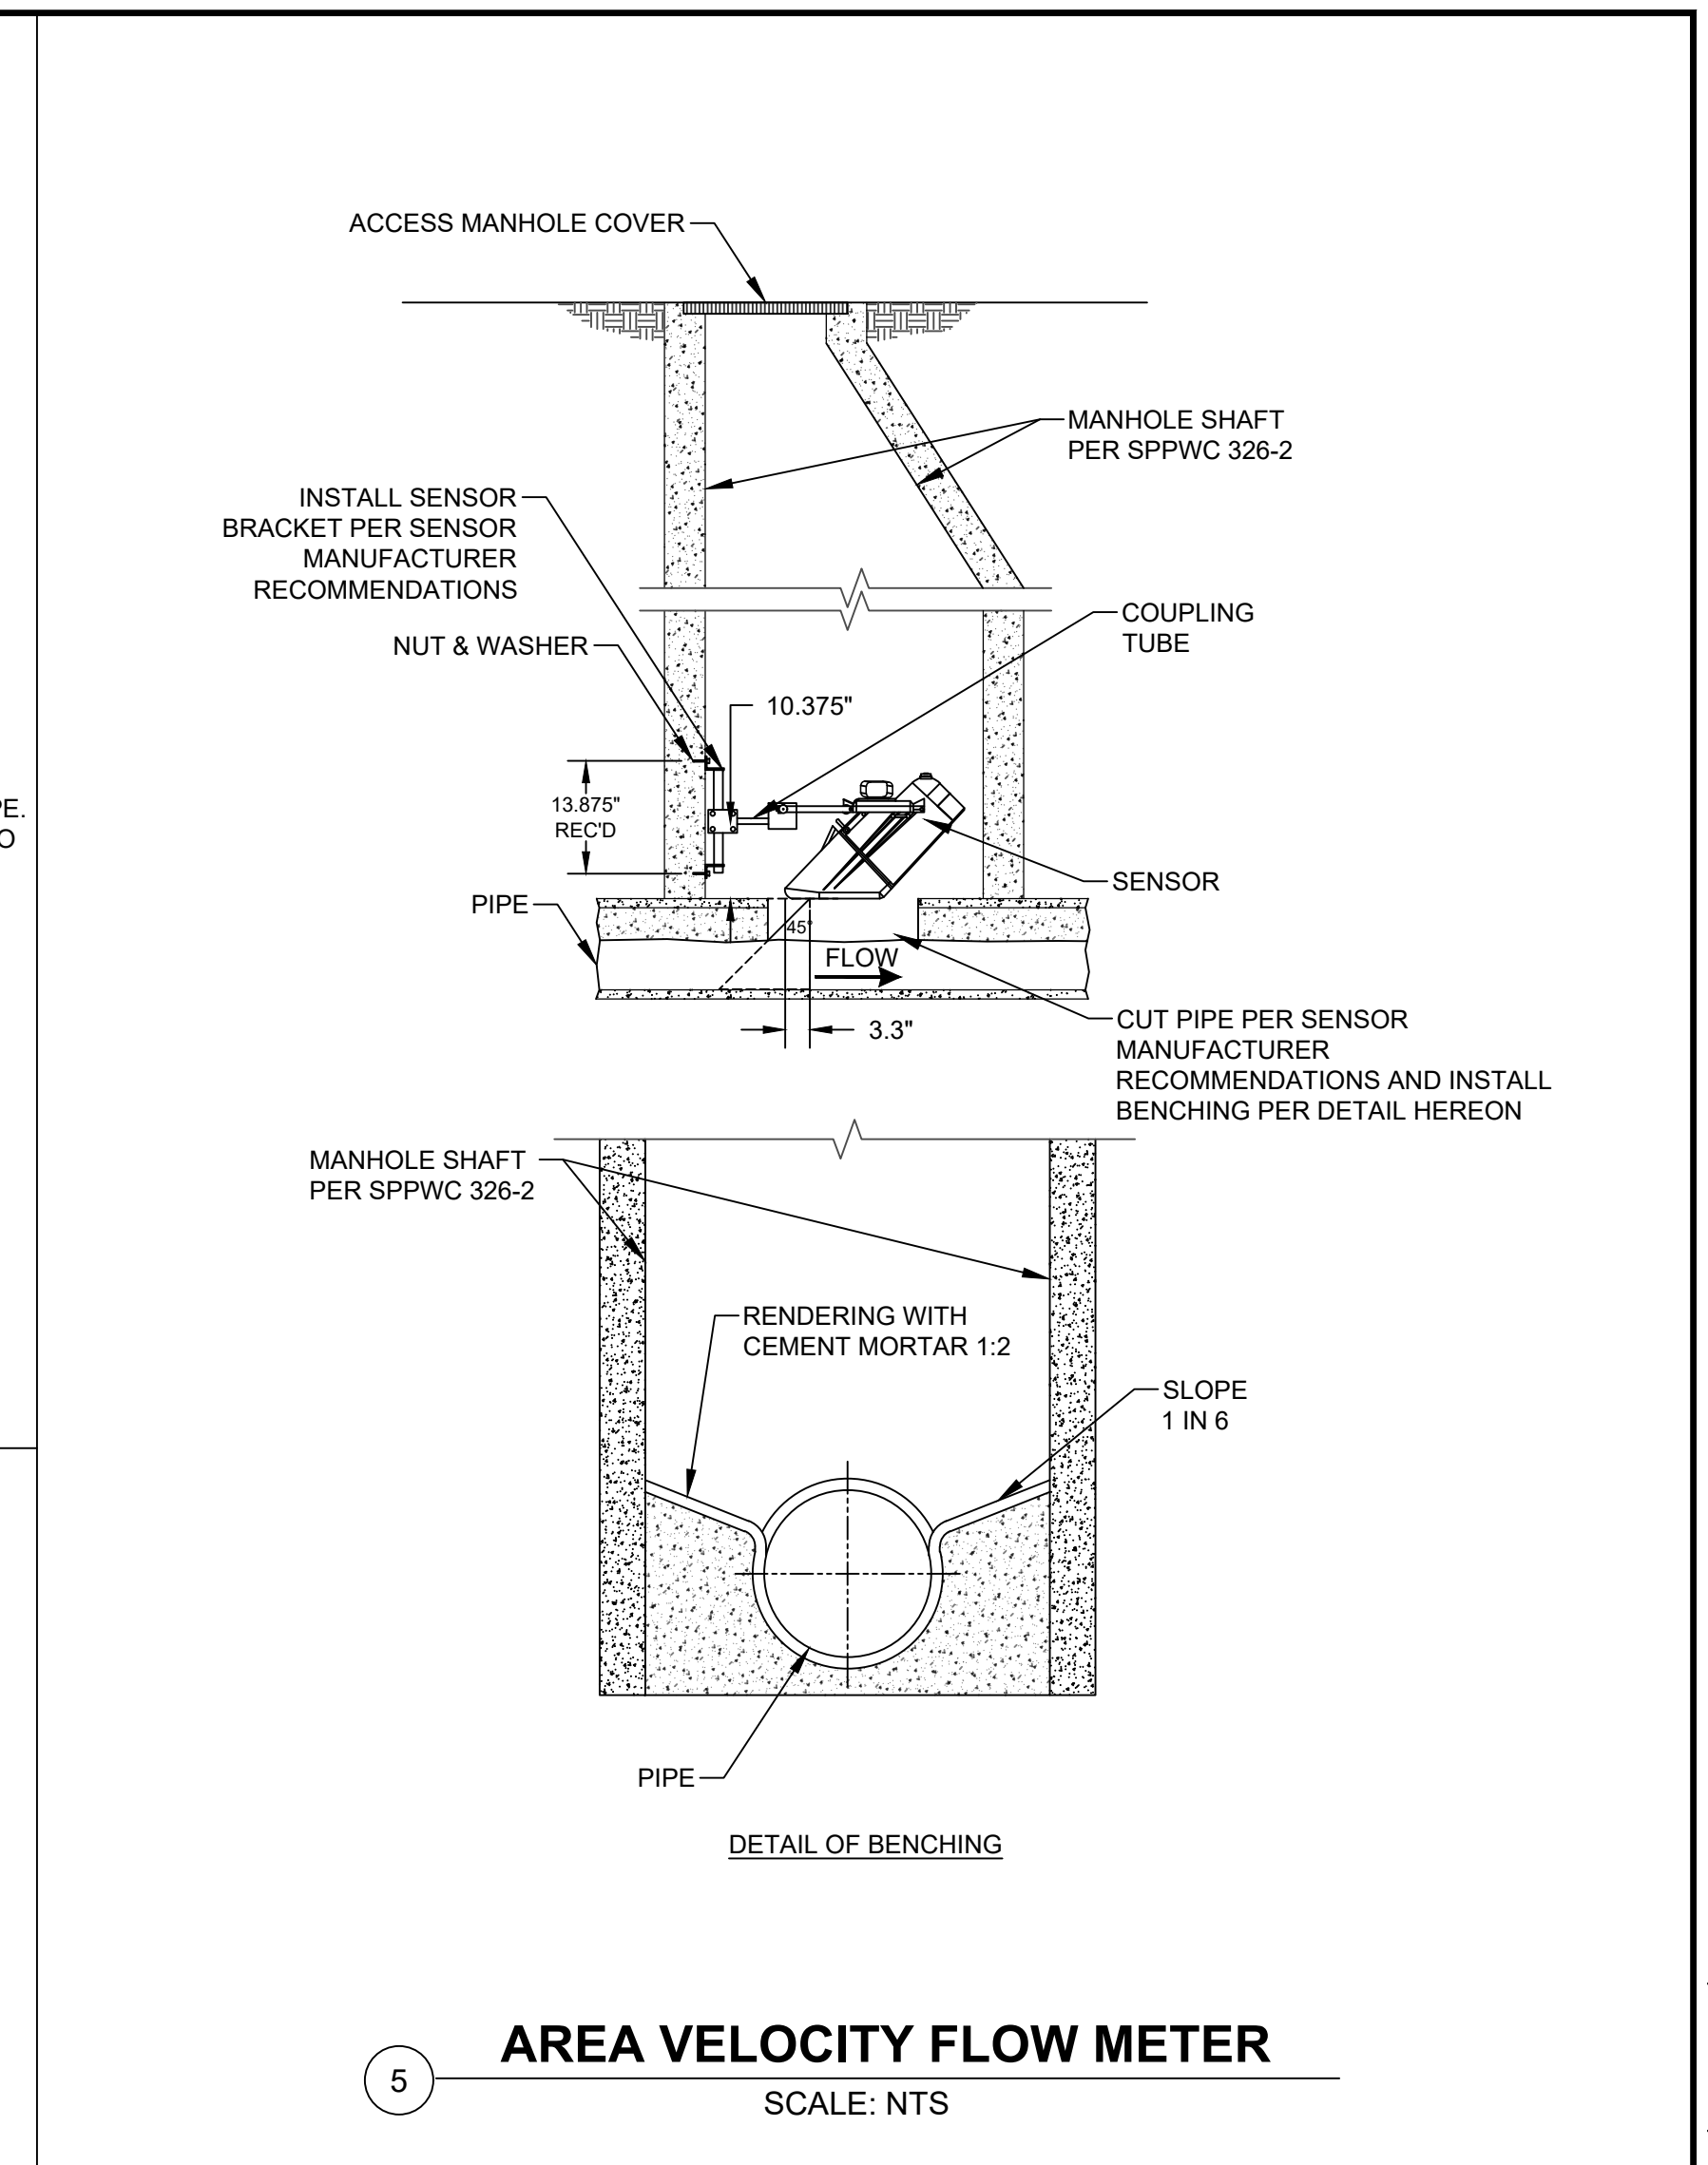 ACCESS MANHOLE COVER
MANHOLE SHAFT
PER SPPWC 326-2
INSTALL SENSOR
BRACKET PER SENSOR
MANUFACTURER
RECOMMENDATIONS
NUT & WASHER
COUPLING
TUBE
10.375"
13.875"
REC'D
PE.
O
SENSOR
PIPE
45°
FLOW
3.3"
CUT PIPE PER SENSOR
MANUFACTURER
RECOMMENDATIONS AND INSTALL
BENCHING PER DETAIL HEREON
MANHOLE SHAFT
PER SPPWC 326-2
RENDERING WITH
CEMENT MORTAR 1:2
SLOPE
1 IN 6
PIPE
DETAIL OF BENCHING
5
AREA VELOCITY FLOW METER
SCALE: NTS